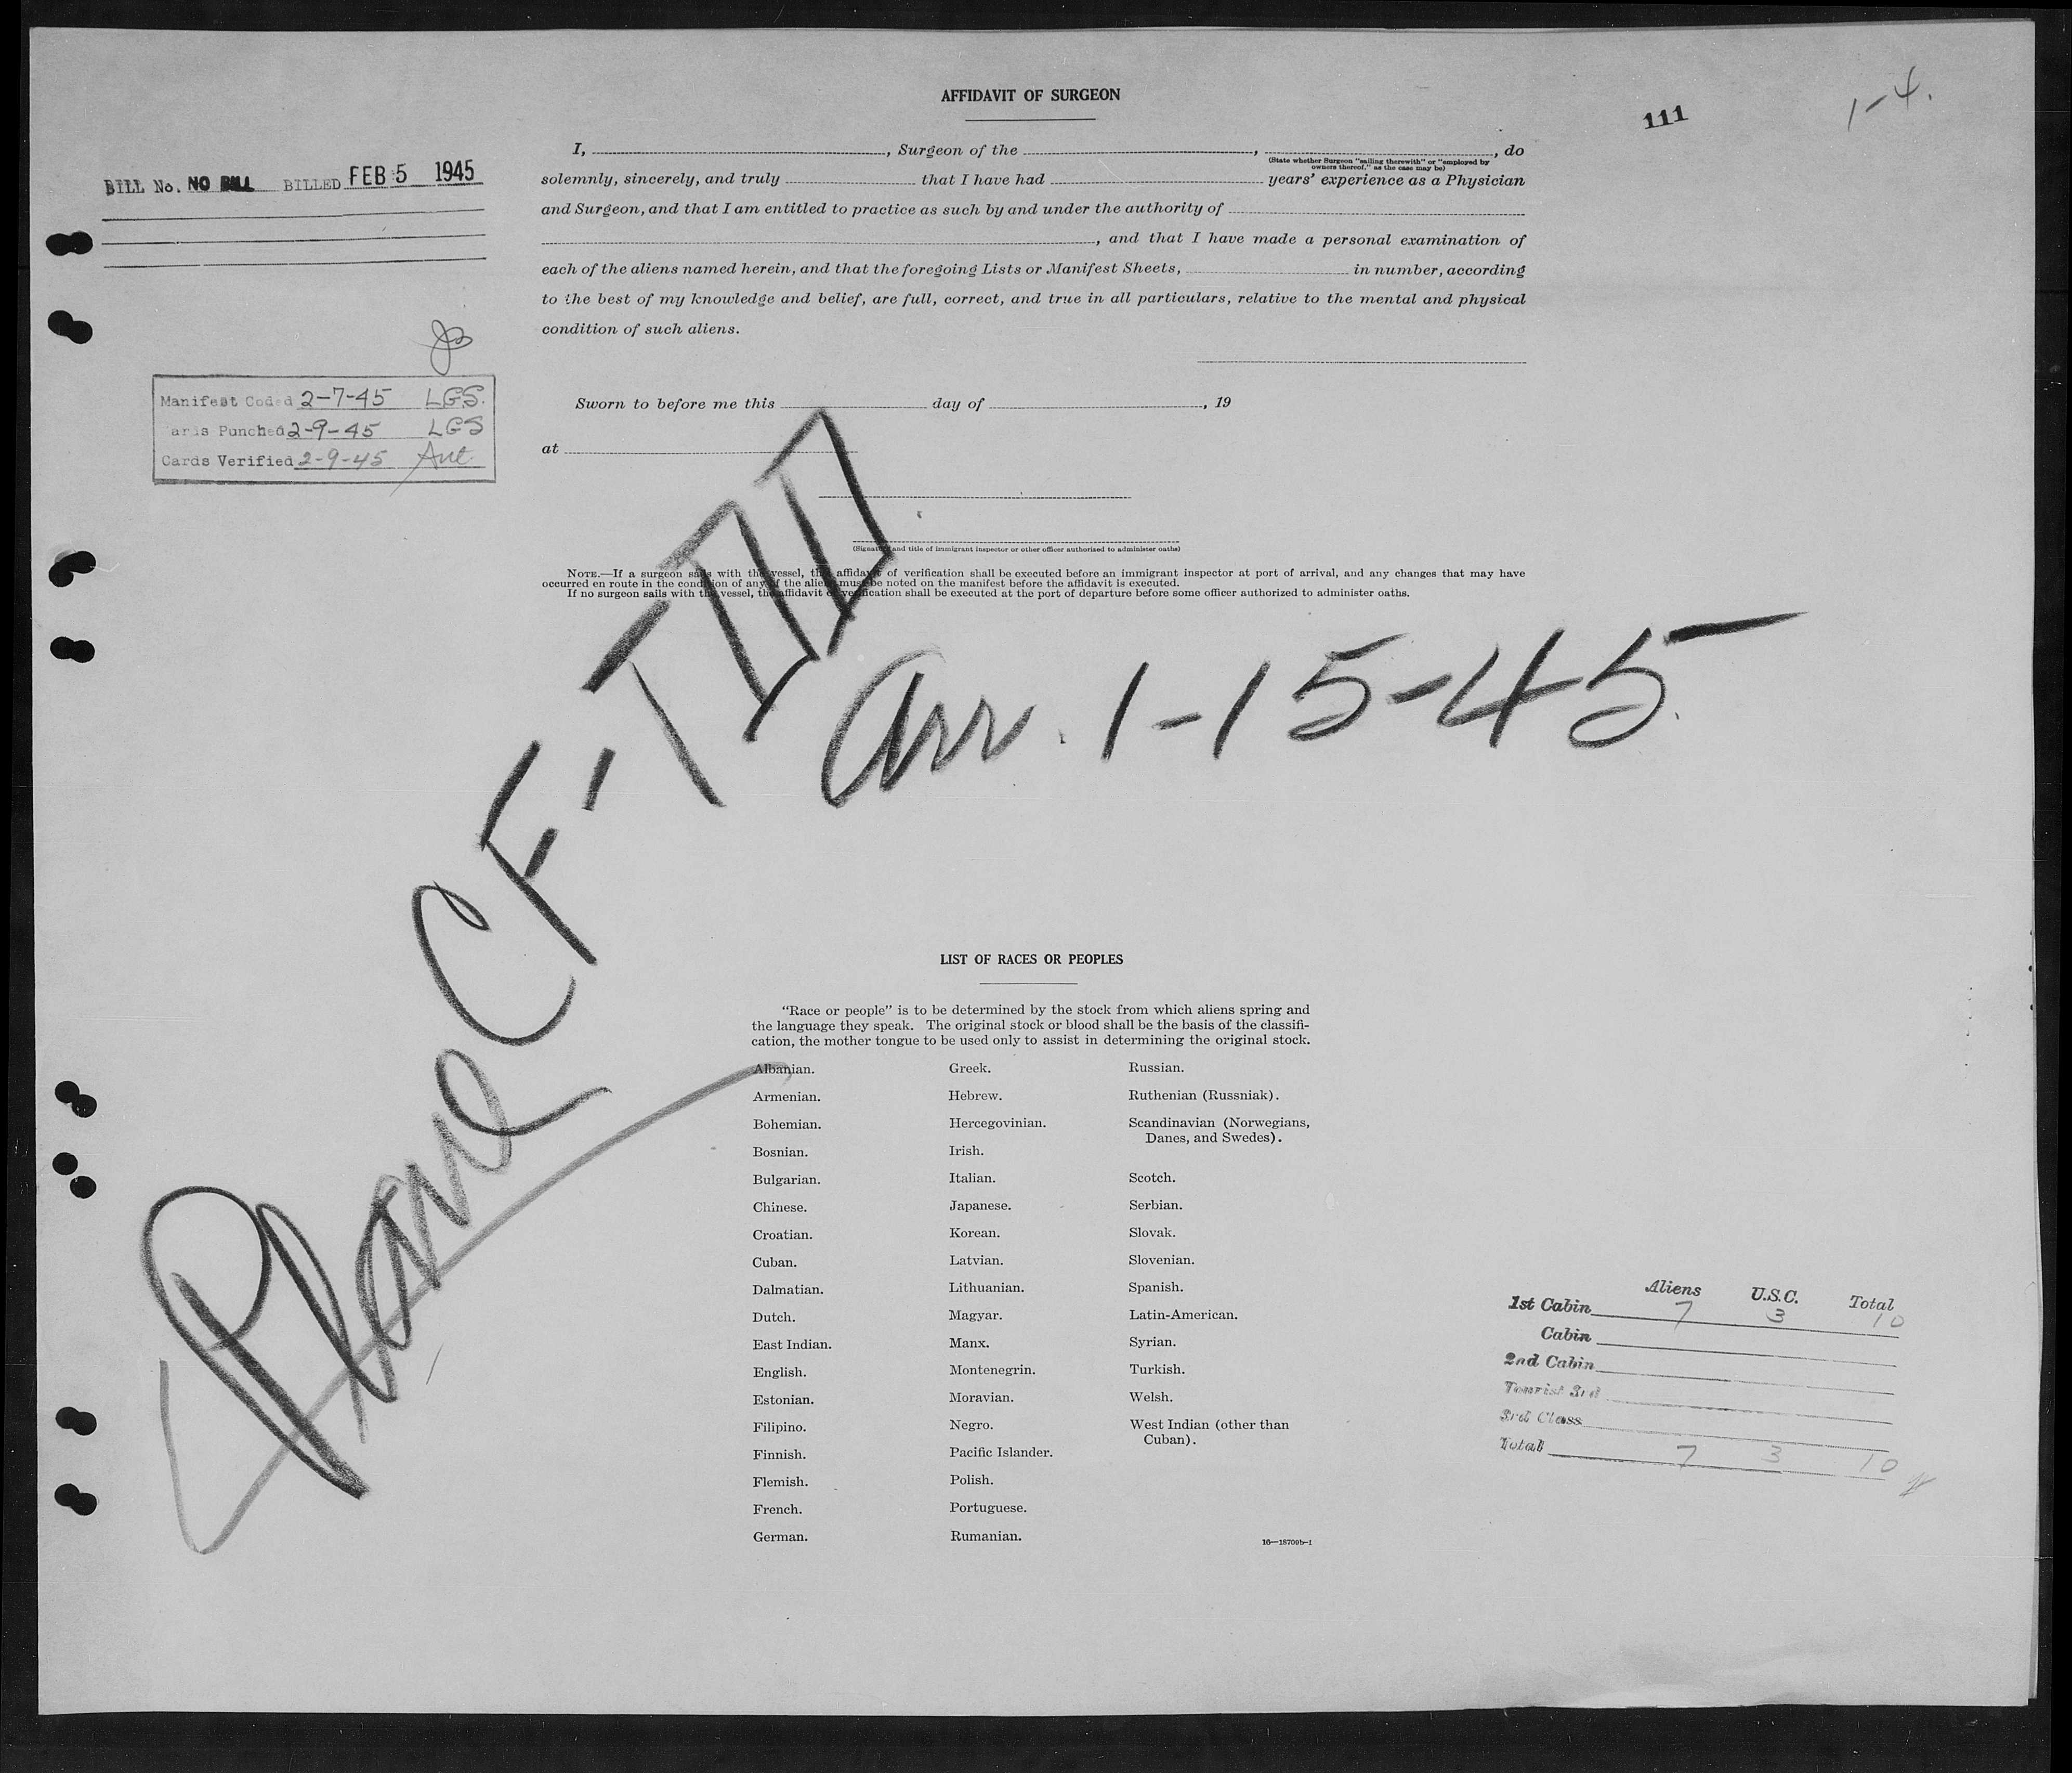 AFFIDAVIT OF SURGEON
111
1-4.
BILL No. NO BILL BILLED FEB 5 1945
I, , Surgeon of the , , do
(State whether Surgeon "sailing therewith" or "employed by
owners thereof," as the case may be)
solemnly, sincerely, and truly that I have had years' experience as a Physician
and Surgeon, and that I am entitled to practice as such by and under the authority of
, and that I have made a personal examination of
each of the aliens named herein, and that the foregoing Lists or Manifest Sheets, in number, according
to the best of my knowledge and belief, are full, correct, and true in all particulars, relative to the mental and physical
condition of such aliens.
Manifest Coded 2-7-45 LGS.
Cards Punched 2-9-45 LGS
Cards Verified 2-9-45
Sworn to before me this day of , 19
at
(Signature and title of immigrant inspector or other officer authorized to administer oaths)
NOTE.—If a surgeon sails with the vessel, this affidavit of verification shall be executed before an immigrant inspector at port of arrival, and any changes that may have
occurred en route in the condition of any of the aliens must be noted on the manifest before the affidavit is executed.
If no surgeon sails with the vessel, the affidavit of verification shall be executed at the port of departure before some officer authorized to administer oaths.
Plane CF-TDD
Arr. 1-15-45
LIST OF RACES OR PEOPLES
"Race or people" is to be determined by the stock from which aliens spring and
the language they speak. The original stock or blood shall be the basis of the classifi-
cation, the mother tongue to be used only to assist in determining the original stock.
Albanian.
Armenian.
Bohemian.
Bosnian.
Bulgarian.
Chinese.
Croatian.
Cuban.
Dalmatian.
Dutch.
East Indian.
English.
Estonian.
Filipino.
Finnish.
Flemish.
French.
German.
Greek.
Hebrew.
Hercegovinian.
Irish.
Italian.
Japanese.
Korean.
Latvian.
Lithuanian.
Magyar.
Manx.
Montenegrin.
Moravian.
Negro.
Pacific Islander.
Polish.
Portuguese.
Rumanian.
Russian.
Ruthenian (Russniak).
Scandinavian (Norwegians,
Danes, and Swedes).
Scotch.
Serbian.
Slovak.
Slovenian.
Spanish.
Latin-American.
Syrian.
Turkish.
Welsh.
West Indian (other than
Cuban).
16—18709b-1
Aliens U.S.C. Total
1st Cabin 7 3 10
Cabin
2nd Cabin
Tourist 3rd
3rd Class
Total 7 3 10